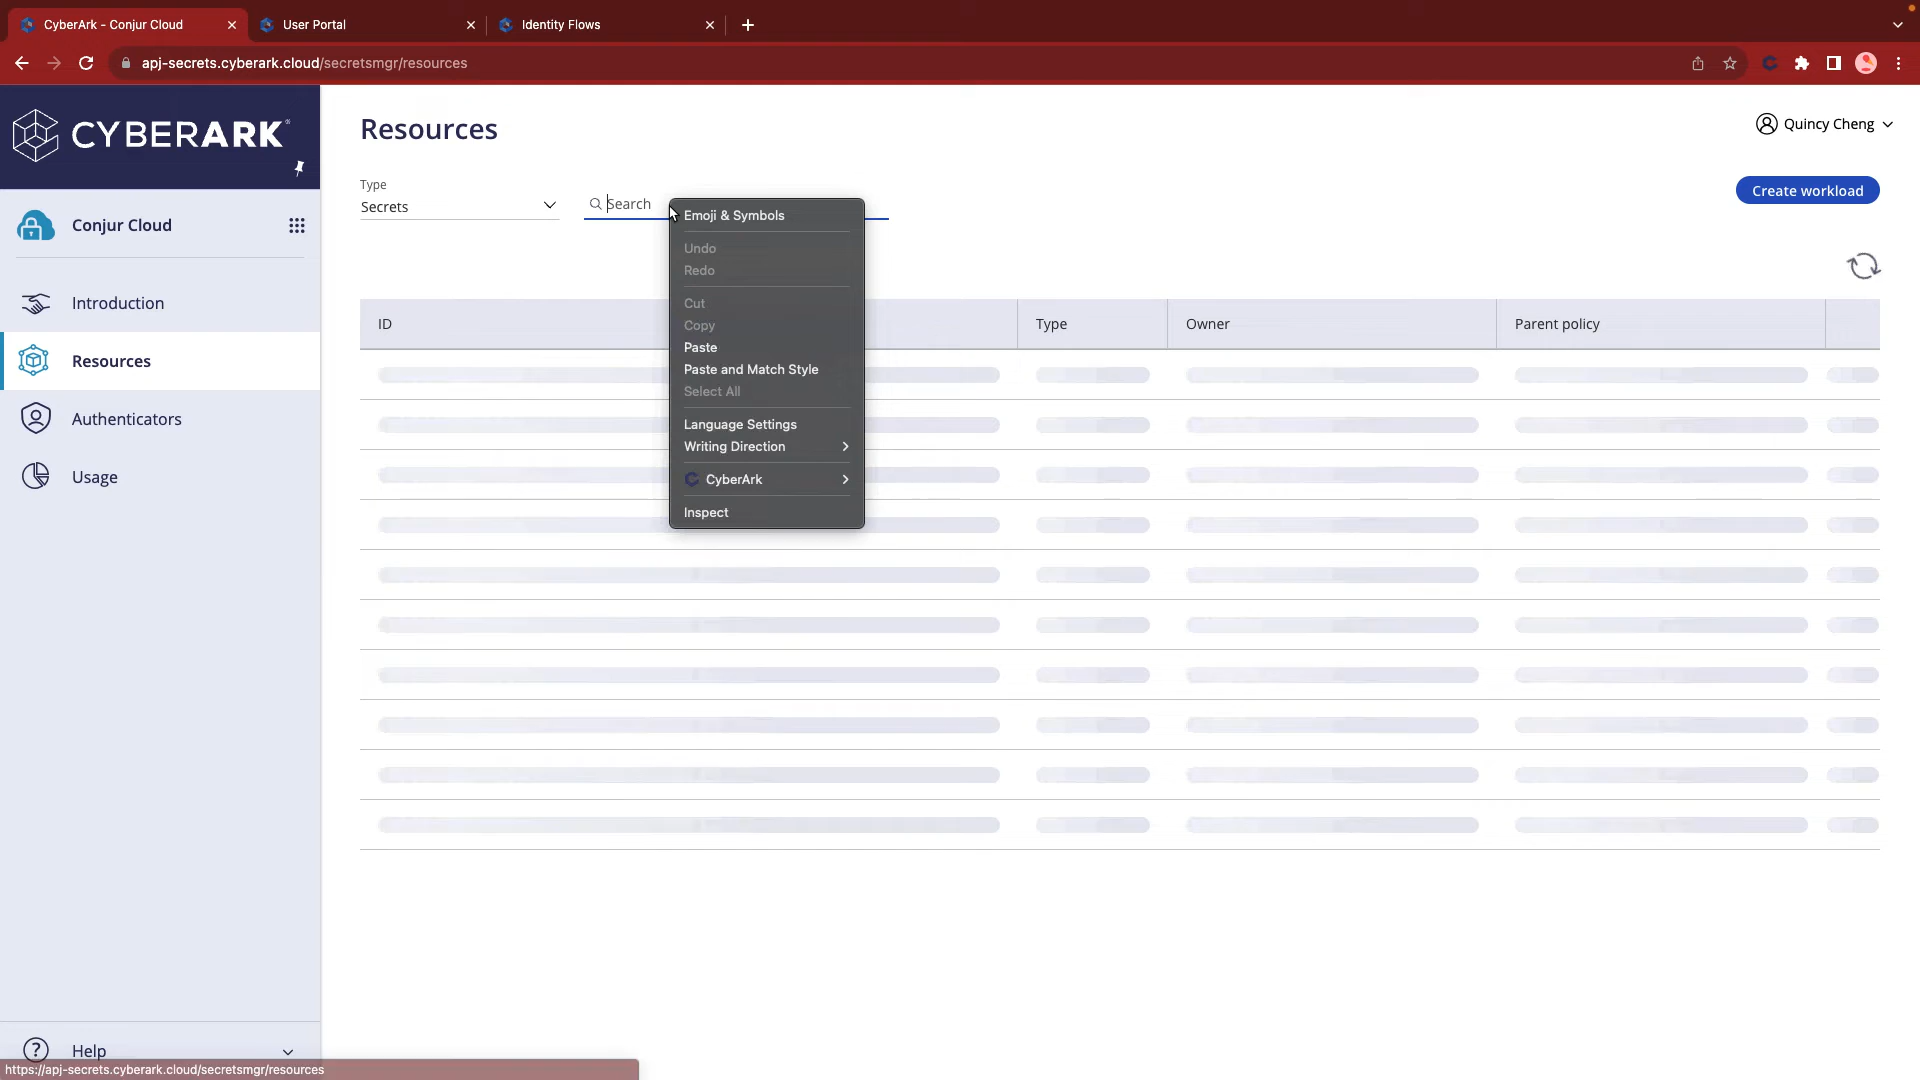 CyberArk - Conjur Cloud
User Portal
Identity Flows
apj-secrets.cyberark.cloud/secretsmgr/resources
CYBERARK®
Resources
Quincy Cheng
Type
Secrets
Search
Create workload
Conjur Cloud
Introduction
Resources
Authenticators
Usage
Emoji & Symbols
Undo
Redo
Cut
Copy
Paste
Paste and Match Style
Select All
Language Settings
Writing Direction
CyberArk
Inspect
ID
Type
Owner
Parent policy
Help
https://apj-secrets.cyberark.cloud/secretsmgr/resources